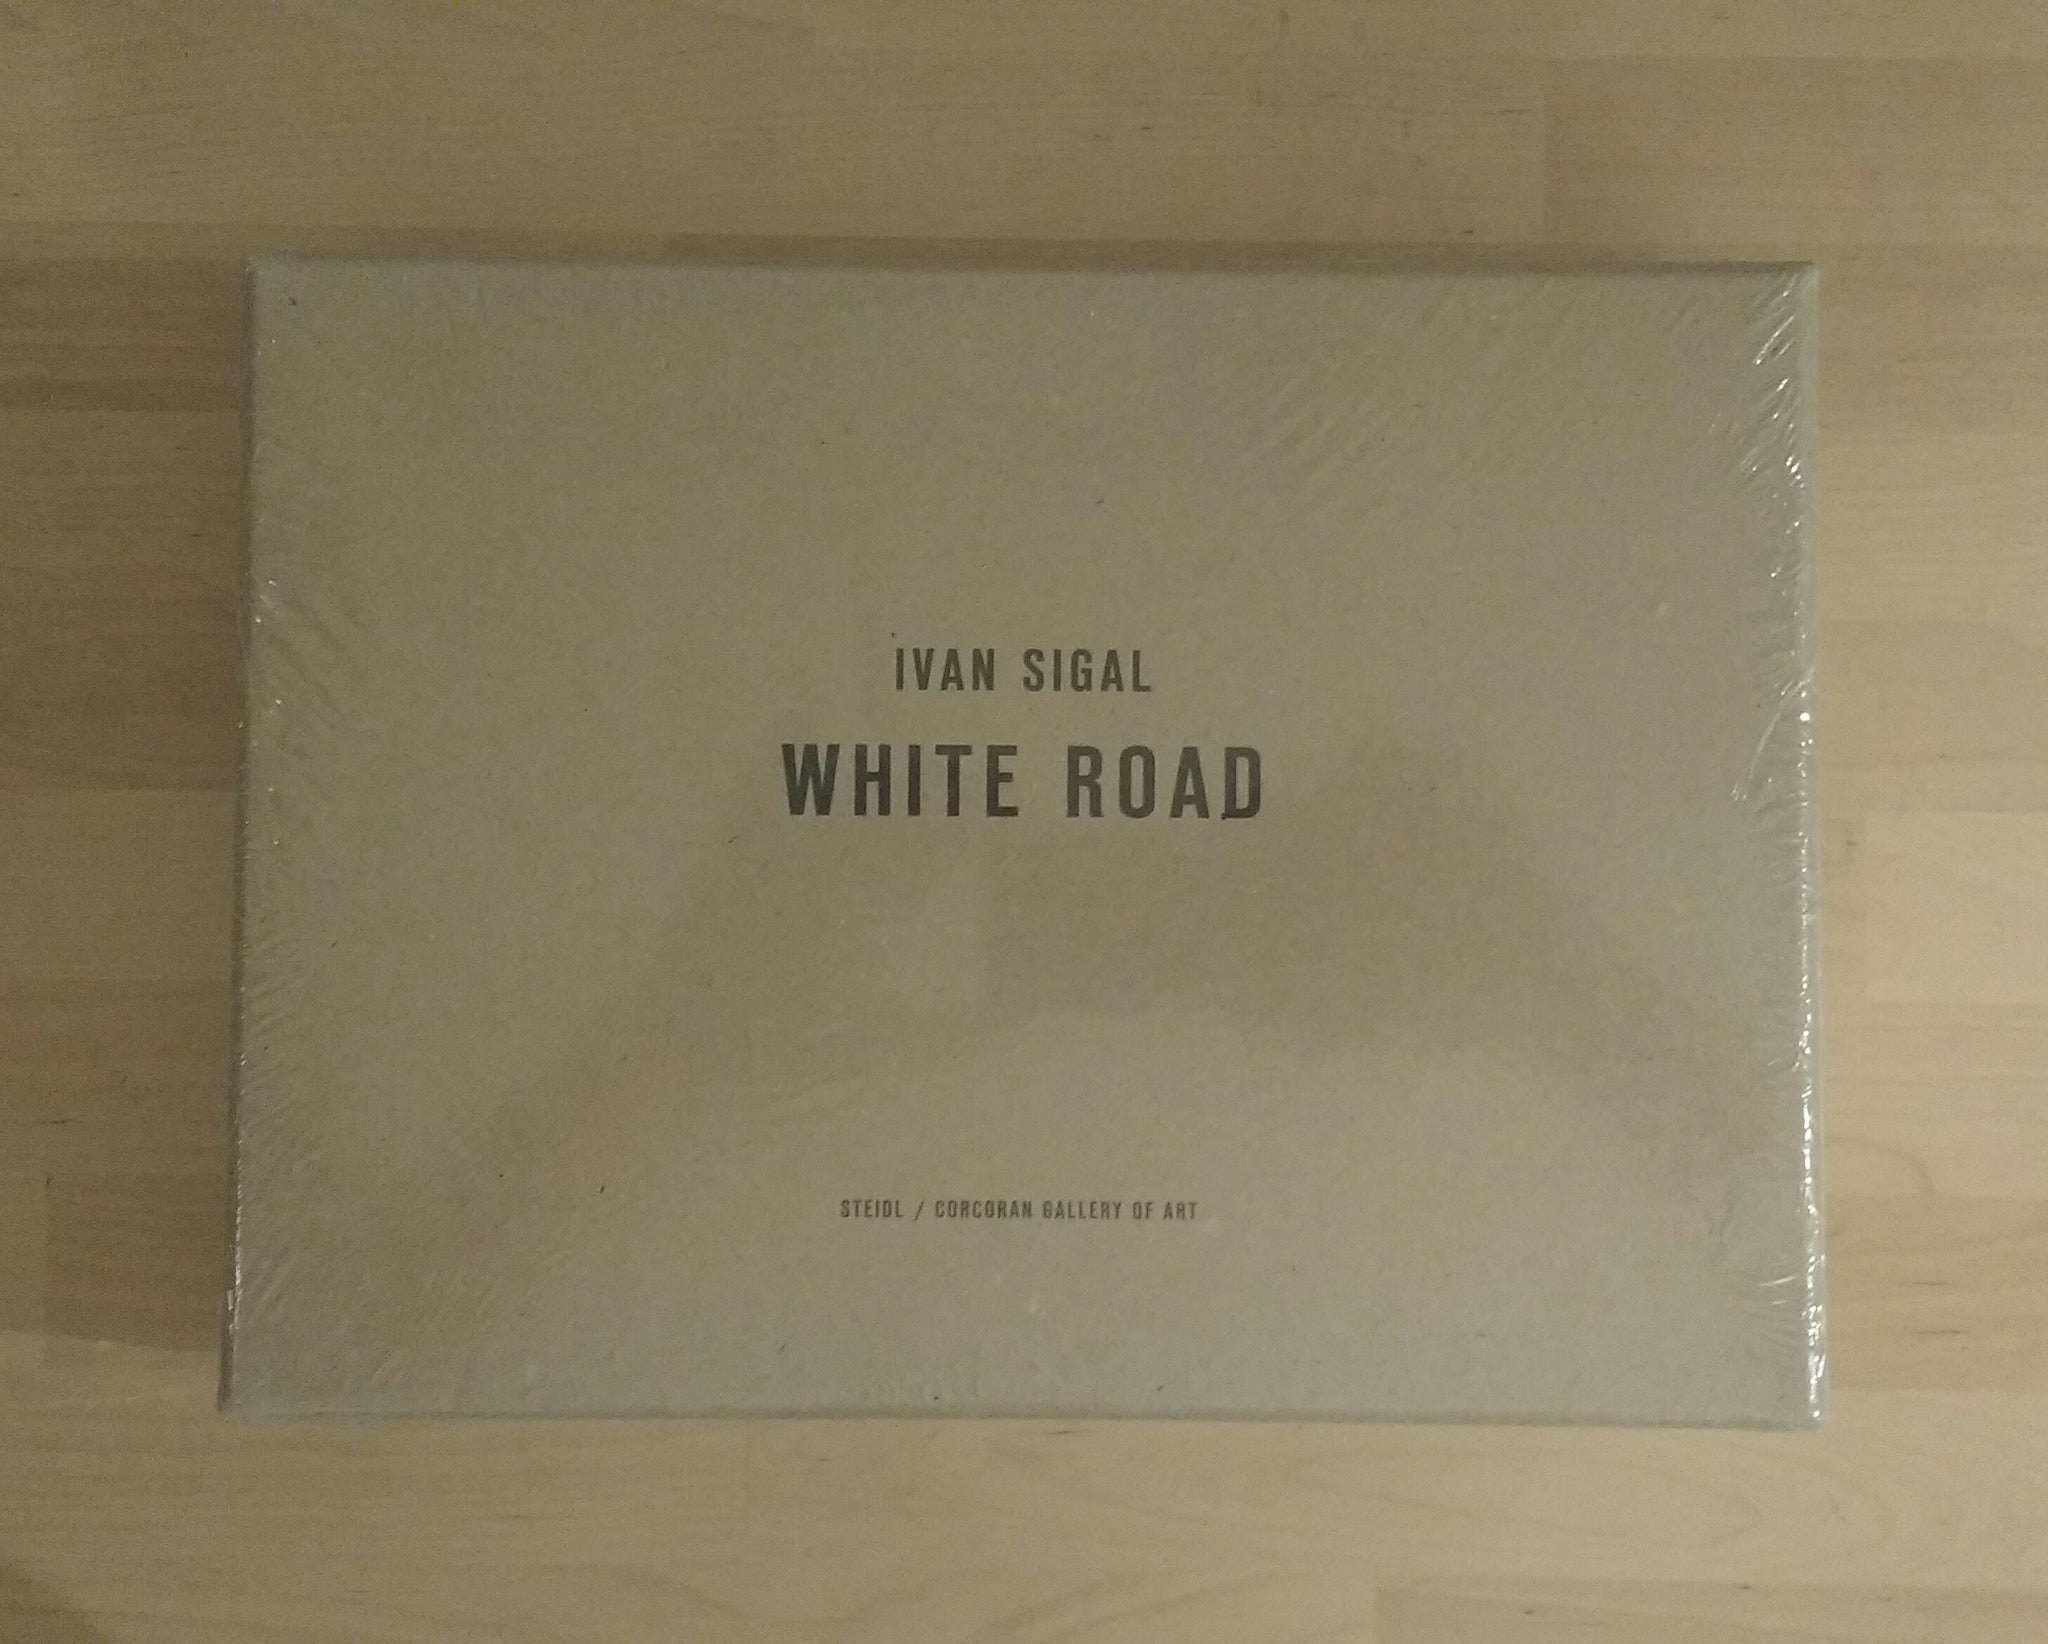 IVAN SIGAL
WHITE ROAD
STEIDL / CORCORAN GALLERY OF ART